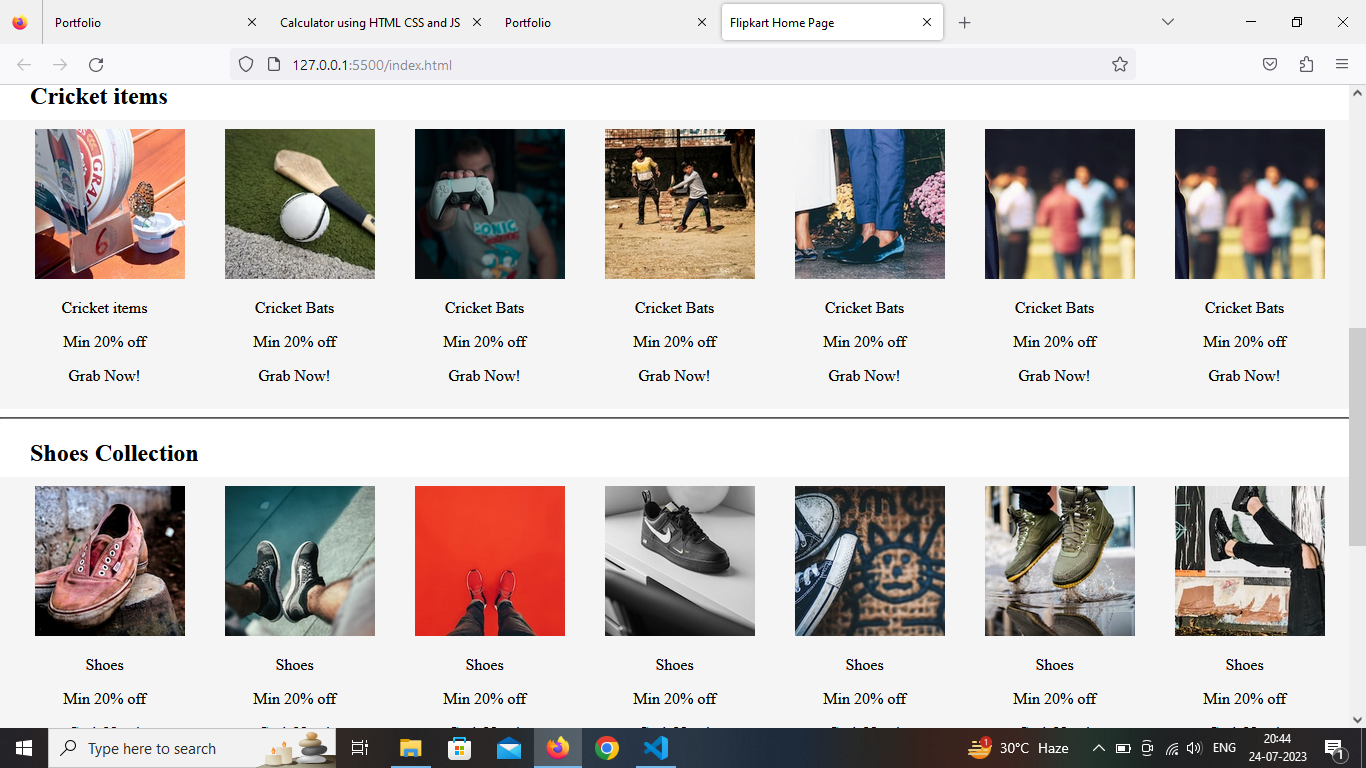 Portfolio
Calculator using HTML CSS and JS
Portfolio
Flipkart Home Page
127.0.0.1:5500/index.html
Cricket items
GRAN
6
SONIC
Cricket items Cricket Bats Cricket Bats Cricket Bats Cricket Bats Cricket Bats Cricket Bats
Min 20% off Min 20% off Min 20% off Min 20% off Min 20% off Min 20% off Min 20% off
Grab Now! Grab Now! Grab Now! Grab Now! Grab Now! Grab Now! Grab Now!
Shoes Collection
Shoes Shoes Shoes Shoes Shoes Shoes Shoes
Min 20% off Min 20% off Min 20% off Min 20% off Min 20% off Min 20% off Min 20% off
Type here to search
1
30°C Haze
ENG
20:44
24-07-2023
1